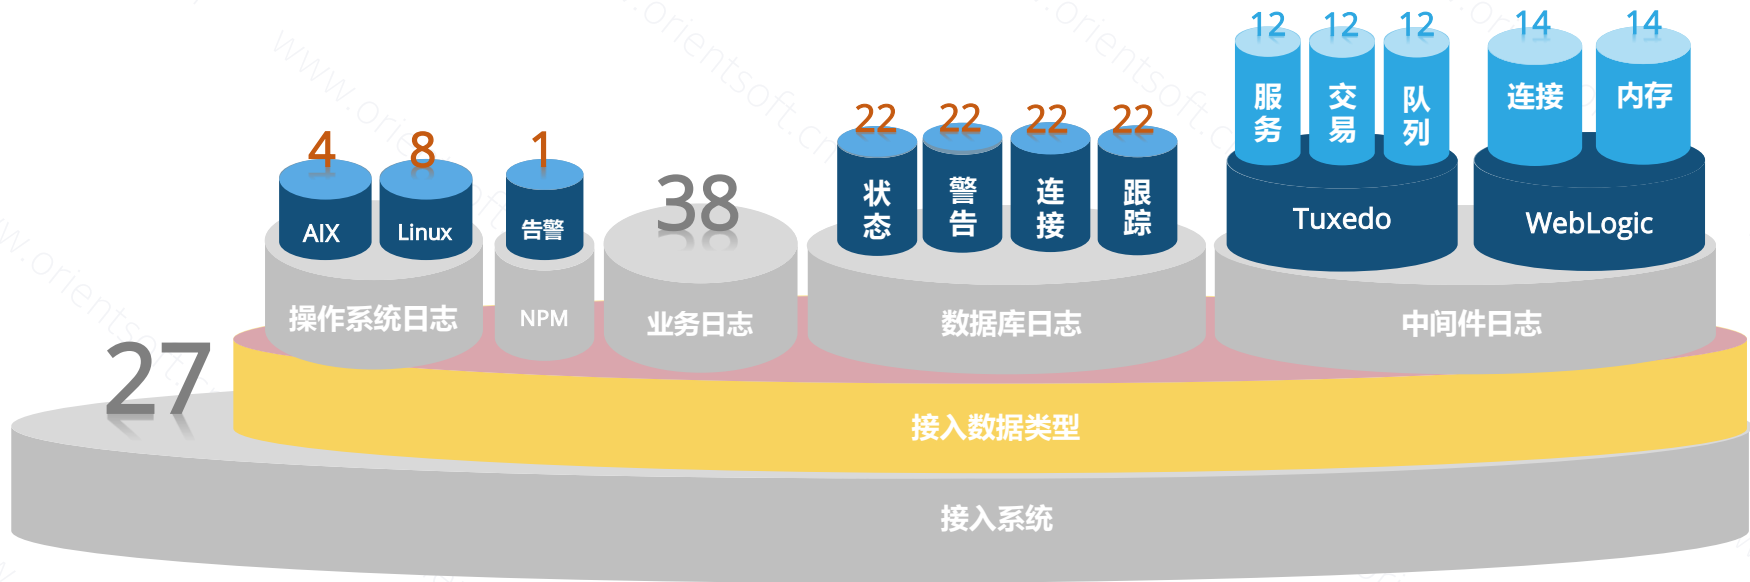 12 12 12 14 14
服务 交易 队列 连接 内存
4 8 1 38 22 22 22 22
AIX Linux 告警 状态 警告 连接 跟踪 Tuxedo WebLogic
操作系统日志 NPM 业务日志 数据库日志 中间件日志
27
接入数据类型
接入系统
www.orientsoft.cn